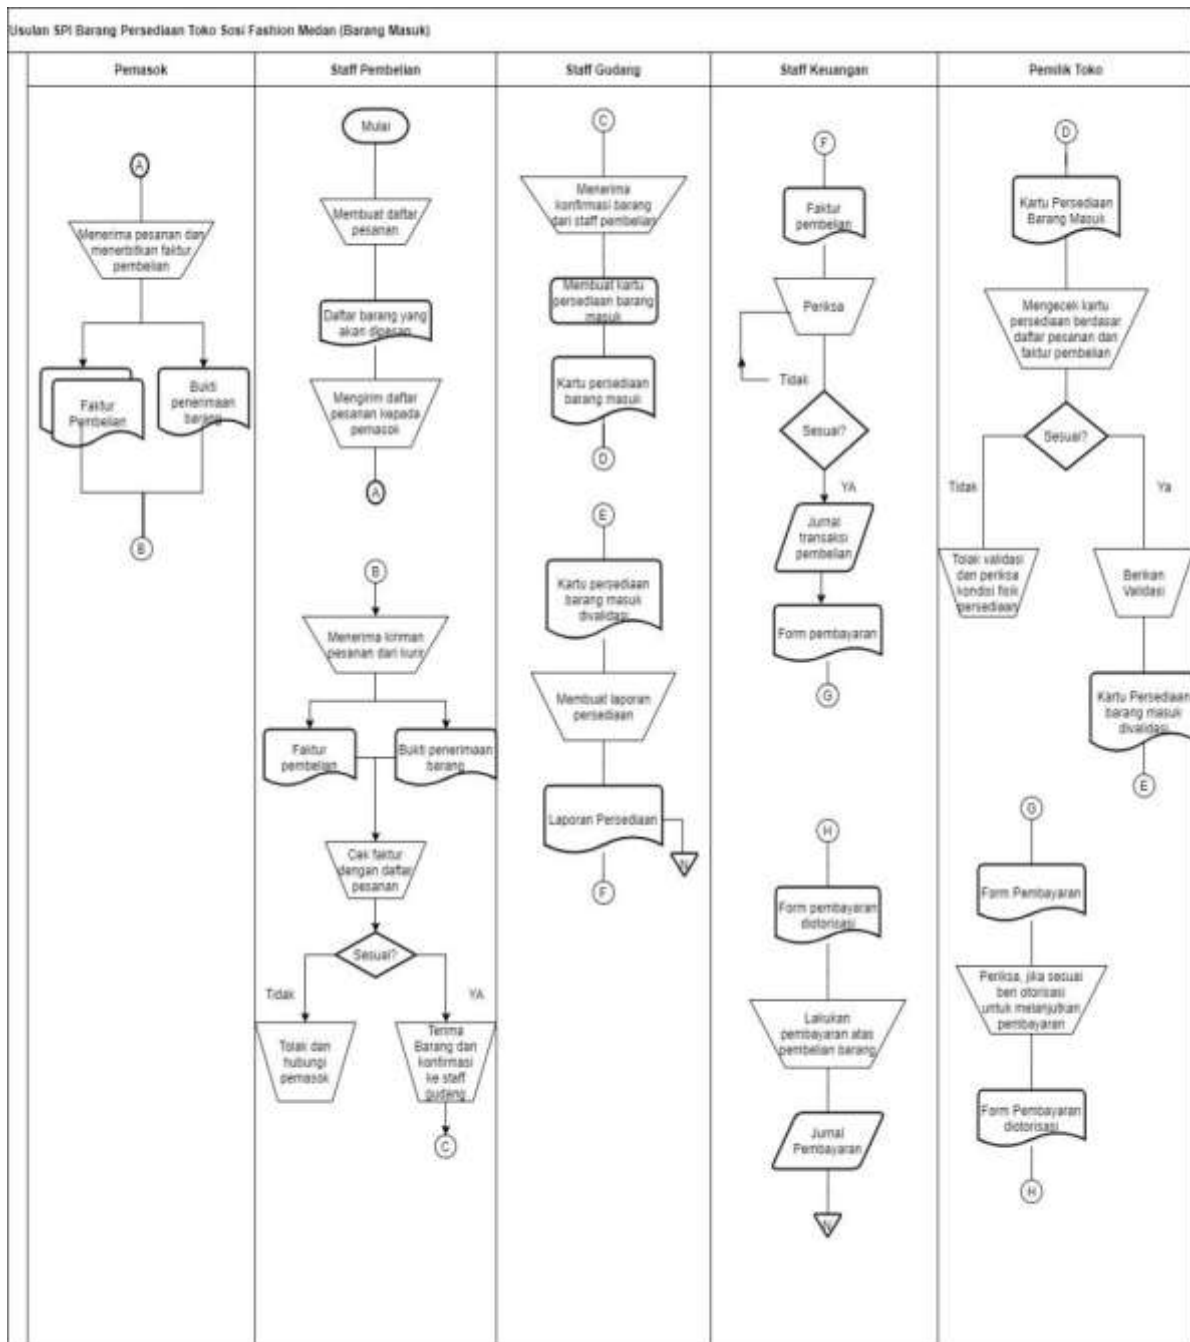 Usulan SPI Barang Persediaan Toko Sosi Fashion Medan (Barang Masuk)
Pemasok
Staff Pembelian
Staff Gudang
Staff Keuangan
Pemilik Toko
A
Menerima pesanan dan
menerbitkan faktur
pembelian
Faktur
Pembelian
Bukti
penerimaan
barang
B
Mulai
Membuat daftar
pesanan
Daftar barang yang
akan dipesan
Mengirim daftar
pesanan kepada
pemasok
A
B
Menerima kiriman
pesanan dari kurir
Faktur
pembelian
Bukti penerimaan
barang
Cek faktur
dengan daftar
pesanan
Sesuai?
Tidak
YA
Tolak dan
hubungi
pemasok
Terima
Barang dan
konfirmasi
ke staff
gudang
C
C
Menerima
konfirmasi barang
dari staff pembelian
Membuat kartu
persediaan barang
masuk
Kartu persediaan
barang masuk
D
E
Kartu persediaan
barang masuk
divalidasi
Membuat laporan
persediaan
Laporan Persediaan
N
F
F
Faktur
pembelian
Periksa
Tidak
Sesuai?
YA
Jurnal
transaksi
pembelian
Form pembayaran
G
H
Form pembayaran
diotorisasi
Lakukan
pembayaran atas
pembelian barang
Jurnal
Pembayaran
N
D
Kartu Persediaan
Barang Masuk
Mengecek kartu
persediaan berdasar
daftar pesanan dan
faktur pembelian
Sesuai?
Tidak
Ya
Tolak validasi
dan periksa
kondisi fisik
persediaan
Berikan
Validasi
Kartu Persediaan
barang masuk
divalidasi
E
G
Form Pembayaran
Periksa, jika sesuai
beri otorisasi
untuk melanjutkan
pembayaran
Form Pembayaran
diotorisasi
H